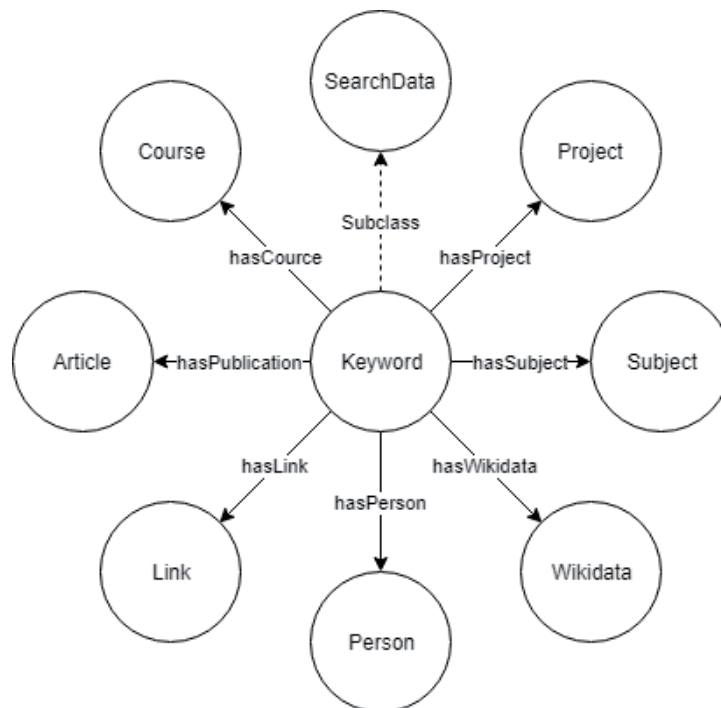 SearchData
Course
Project
Subclass
hasCource
hasProject
Article
hasPublication
Keyword
hasSubject
Subject
hasLink
hasWikidata
hasPerson
Link
Wikidata
Person